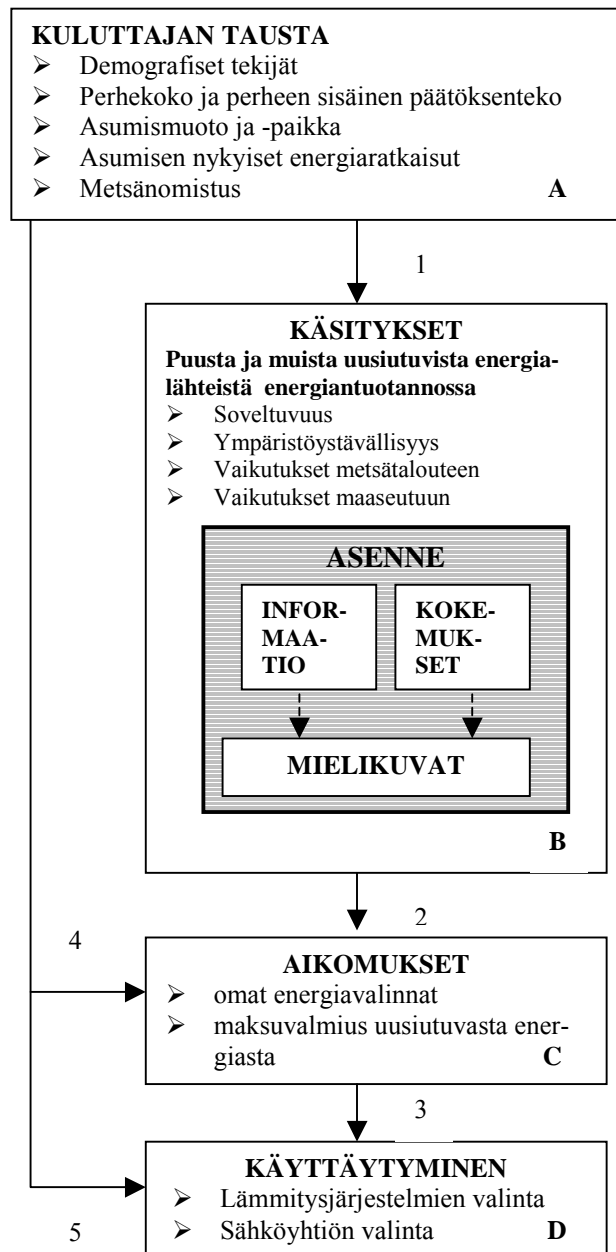 KULUTTAJAN TAUSTA
➢ Demografiset tekijät
➢ Perhekoko ja perheen sisäinen päätöksenteko
➢ Asumismuoto ja -paikka
➢ Asumisen nykyiset energiaratkaisut
➢ Metsänomistus A
1
KÄSITYKSET
Puusta ja muista uusiutuvista energia-
lähteistä energiantuotannossa
➢ Soveltuvuus
➢ Ympäristöystävällisyys
➢ Vaikutukset metsätalouteen
➢ Vaikutukset maaseutuun
ASENNE
INFOR-
MAA-
TIO
KOKE-
MUK-
SET
MIELIKUVAT
B
2
4
AIKOMUKSET
➢ omat energiavalinnat
➢ maksuvalmius uusiutuvasta ener-
giasta C
3
KÄYTTÄYTYMINEN
➢ Lämmitysjärjestelmien valinta
➢ Sähköyhtiön valinta D
5